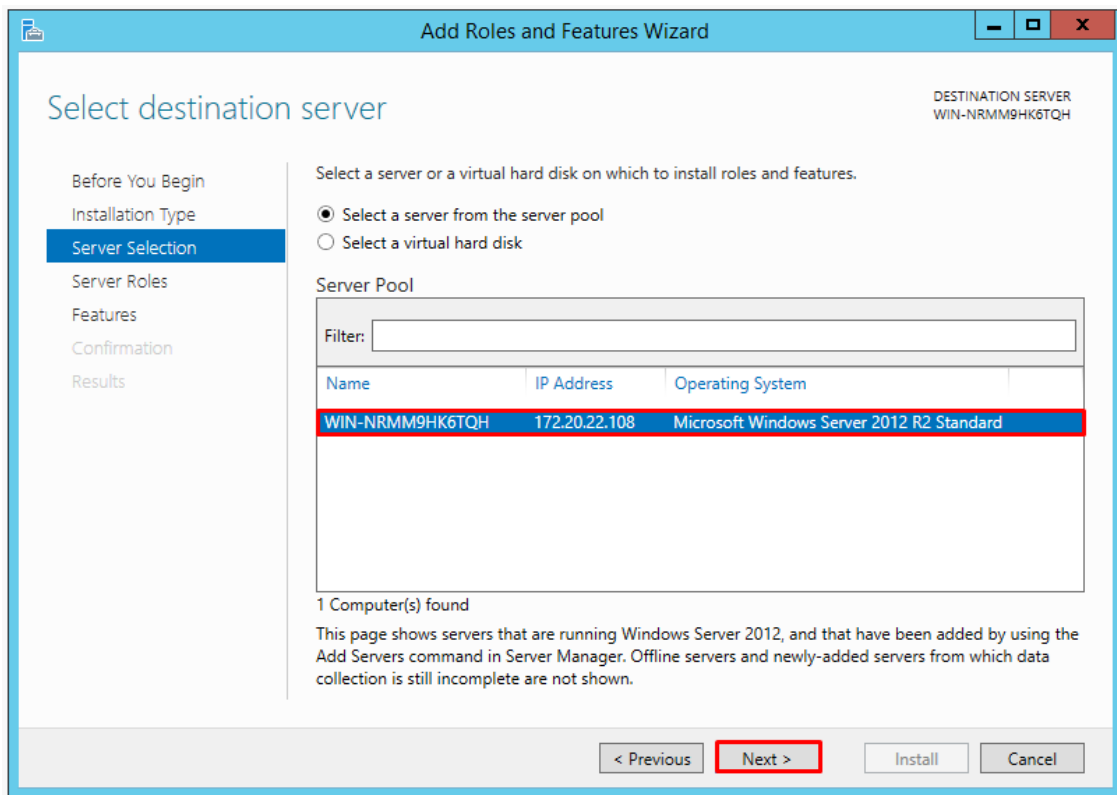 Add Roles and Features Wizard
Select destination server
DESTINATION SERVER
WIN-NRMM9HK6TQH
Before You Begin
Installation Type
Server Selection
Server Roles
Features
Confirmation
Results
Select a server or a virtual hard disk on which to install roles and features.
Select a server from the server pool
Select a virtual hard disk
Server Pool
Filter:
Name IP Address Operating System
WIN-NRMM9HK6TQH 172.20.22.108 Microsoft Windows Server 2012 R2 Standard
1 Computer(s) found
This page shows servers that are running Windows Server 2012, and that have been added by using the
Add Servers command in Server Manager. Offline servers and newly-added servers from which data
collection is still incomplete are not shown.
< Previous Next > Install Cancel